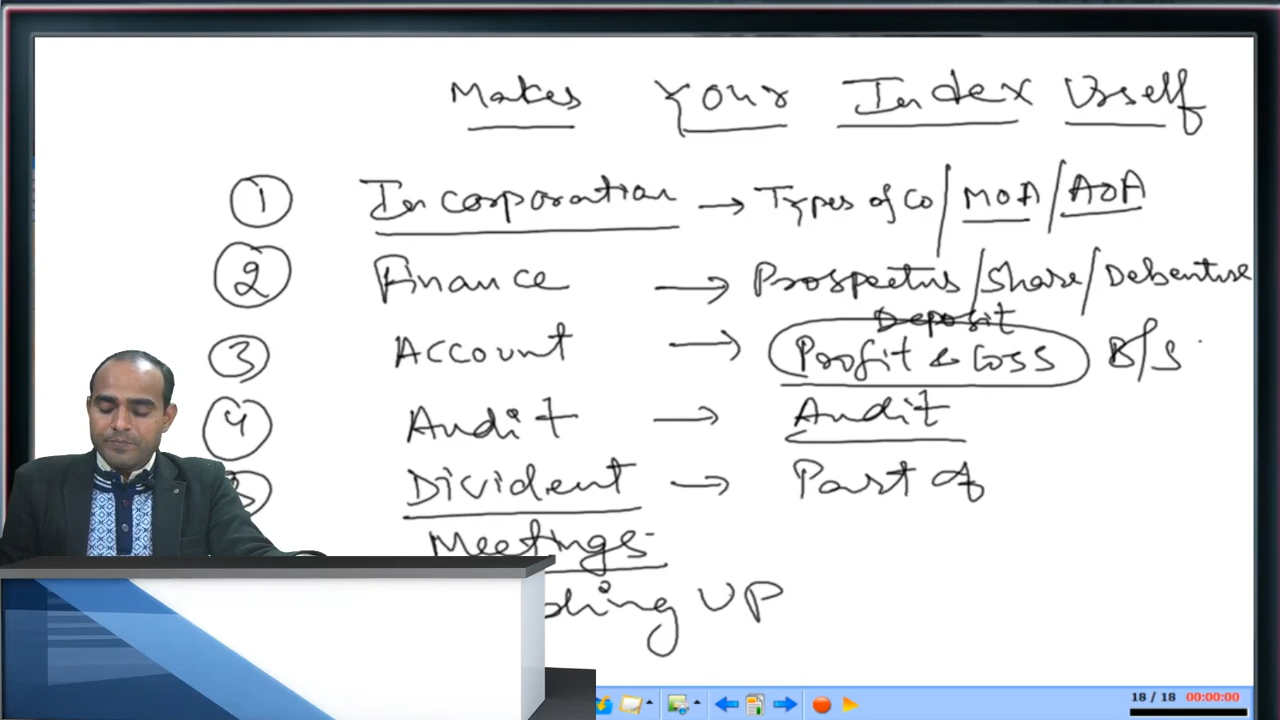 Makes Your Index Urself
① Incorporation → Types of Co / MOA / AOA
② Finance → Prospectus / Share / Debenture
Deposit
③ Account → Profit & Loss B/S
④ Audit → Audit
Divident → Part of
Meetings
UP
18 / 18 00:00:00